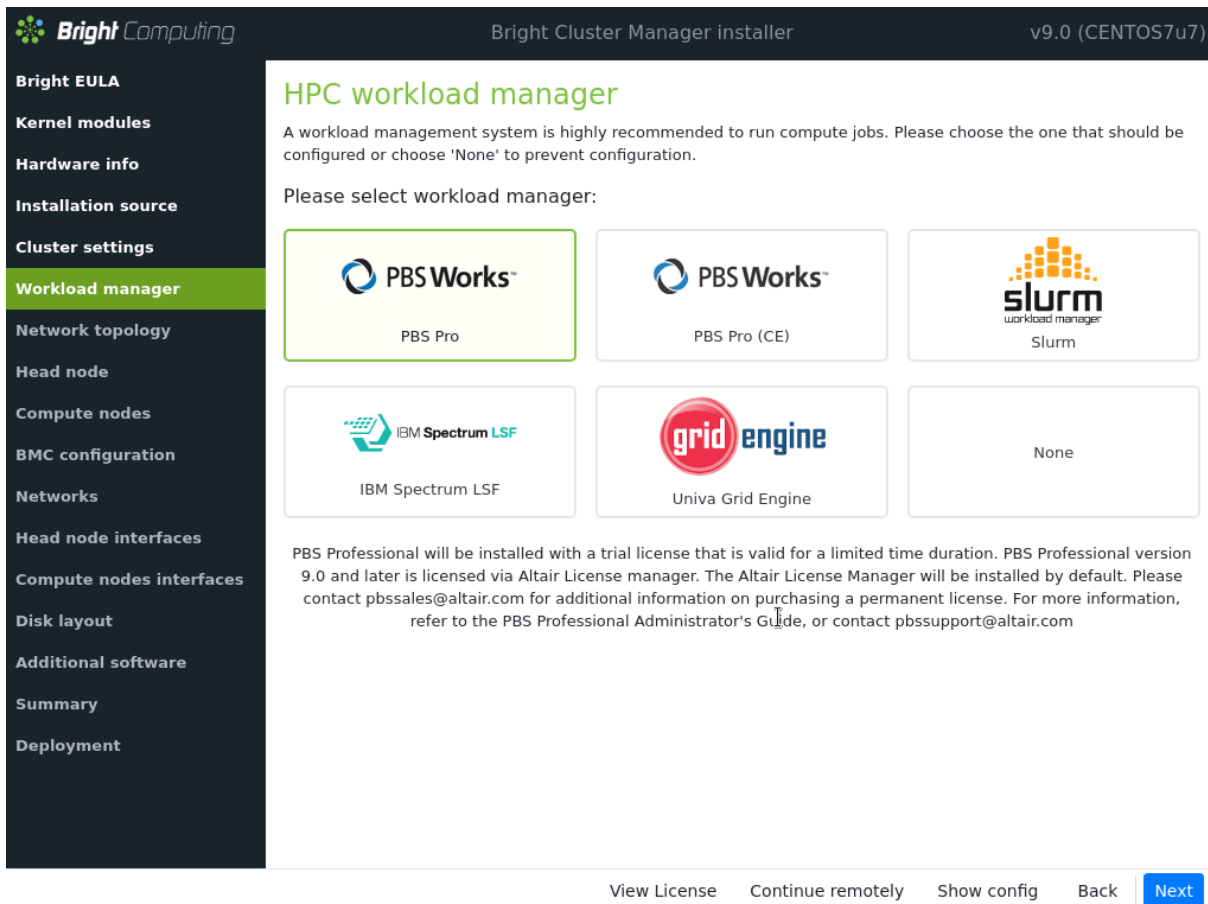 Bright Computing
Bright Cluster Manager installer
v9.0 (CENTOS7u7)
Bright EULA
Kernel modules
Hardware info
Installation source
Cluster settings
Workload manager
Network topology
Head node
Compute nodes
BMC configuration
Networks
Head node interfaces
Compute nodes interfaces
Disk layout
Additional software
Summary
Deployment
HPC workload manager
A workload management system is highly recommended to run compute jobs. Please choose the one that should be
configured or choose 'None' to prevent configuration.
Please select workload manager:
PBS Works™
PBS Pro
PBS Works™
PBS Pro (CE)
slurm
workload manager
Slurm
IBM Spectrum LSF
IBM Spectrum LSF
grid engine
Univa Grid Engine
None
PBS Professional will be installed with a trial license that is valid for a limited time duration. PBS Professional version
9.0 and later is licensed via Altair License manager. The Altair License Manager will be installed by default. Please
contact pbssales@altair.com for additional information on purchasing a permanent license. For more information,
refer to the PBS Professional Administrator's Guide, or contact pbssupport@altair.com
View License
Continue remotely
Show config
Back
Next